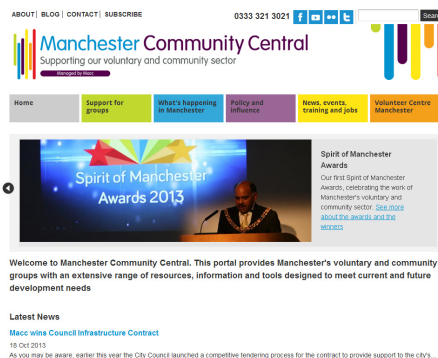 ABOUT | BLOG | CONTACT | SUBSCRIBE
0333 321 3021
Sear
Manchester Community Central
Supporting our voluntary and community sector
Managed by Macc
Home
Support for
groups
What's happening
in Manchester
Policy and
influence
News, events,
training and jobs
Volunteer Centre
Manchester
Spirit of Manchester
Awards 2013
Spirit of Manchester
Awards
Our first Spirit of Manchester
Awards, celebrating the work of
Manchester's voluntary and
community sector. See more
about the awards and the
winners
Welcome to Manchester Community Central. This portal provides Manchester's voluntary and community
groups with an extensive range of resources, information and tools designed to meet current and future
development needs
Latest News
Macc wins Council Infrastructure Contract
18 Oct 2013
As you may be aware, earlier this year the City Council launched a competitive tendering process for the contract to provide support to the city's...